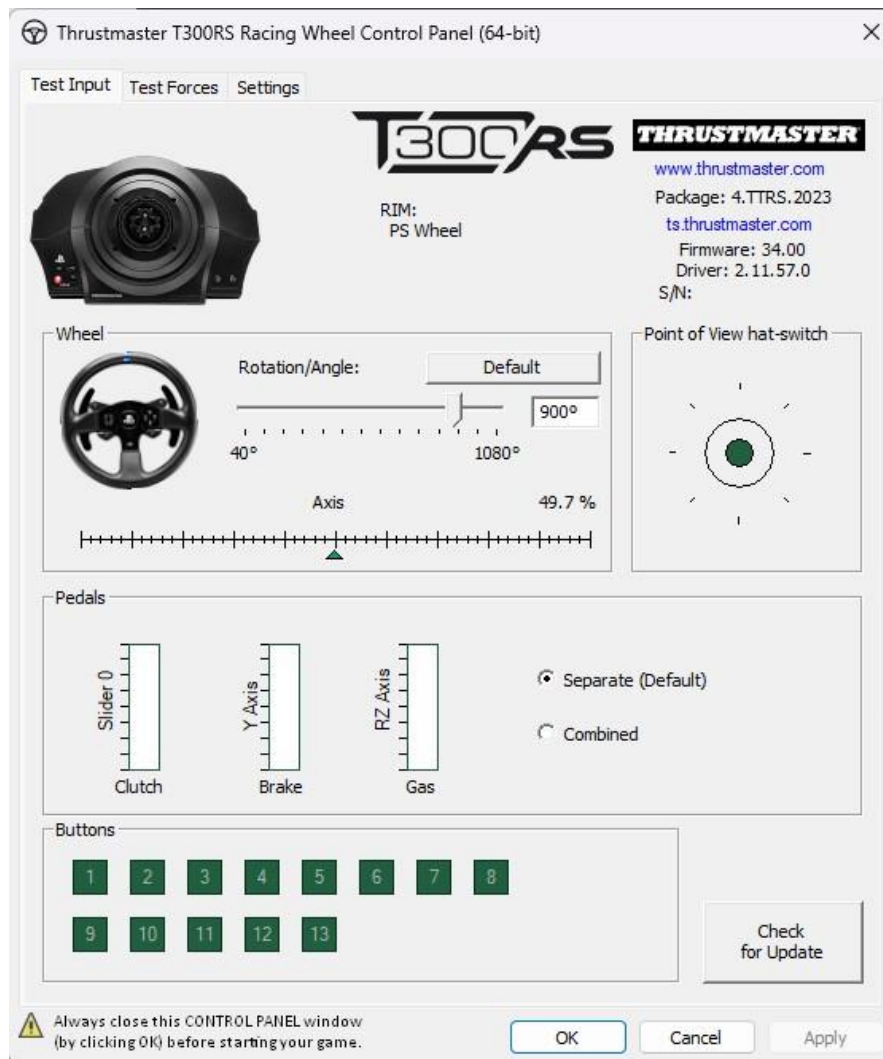 Thrustmaster T300RS Racing Wheel Control Panel (64-bit)
Test Input Test Forces Settings
T300RS
THRUSTMASTER
www.thrustmaster.com
RIM:
PS Wheel
Package: 4.TTRS.2023
ts.thrustmaster.com
Firmware: 34.00
Driver: 2.11.57.0
S/N:
Wheel
Rotation/Angle:
Default
900°
40° 1080°
Axis 49.7 %
Point of View hat-switch
Pedals
Slider 0
Clutch
Y Axis
Brake
RZ Axis
Gas
Separate (Default)
Combined
Buttons
1 2 3 4 5 6 7 8
9 10 11 12 13
Check
for Update
Always close this CONTROL PANEL window
(by clicking OK) before starting your game.
OK Cancel Apply